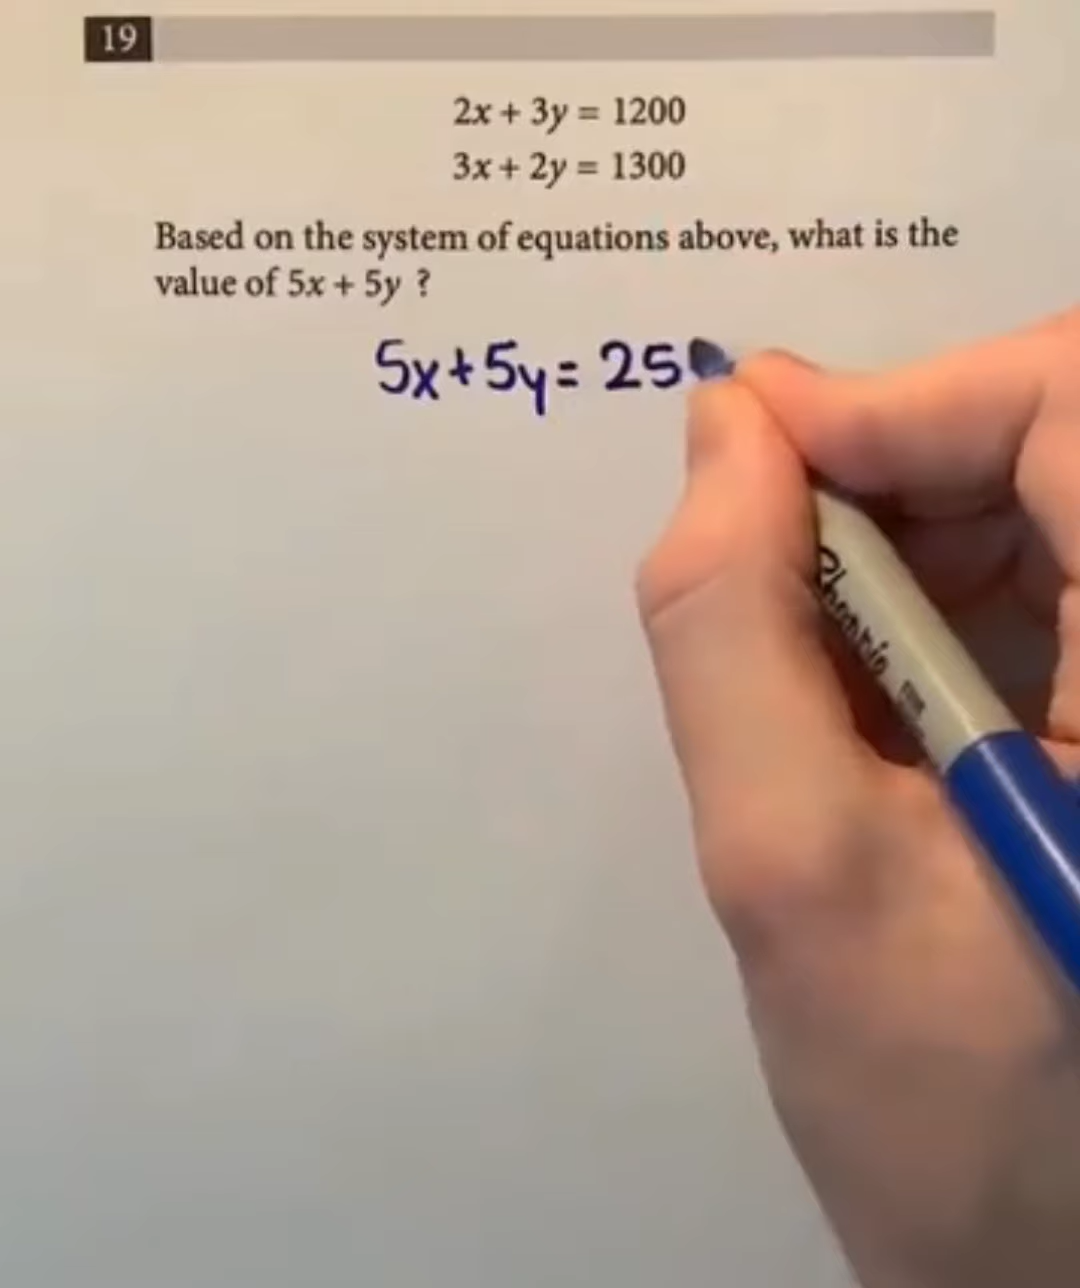 19
2x + 3y = 1200
3x + 2y = 1300
Based on the system of equations above, what is the
value of 5x + 5y ?
5x+5y= 25
Sharpie